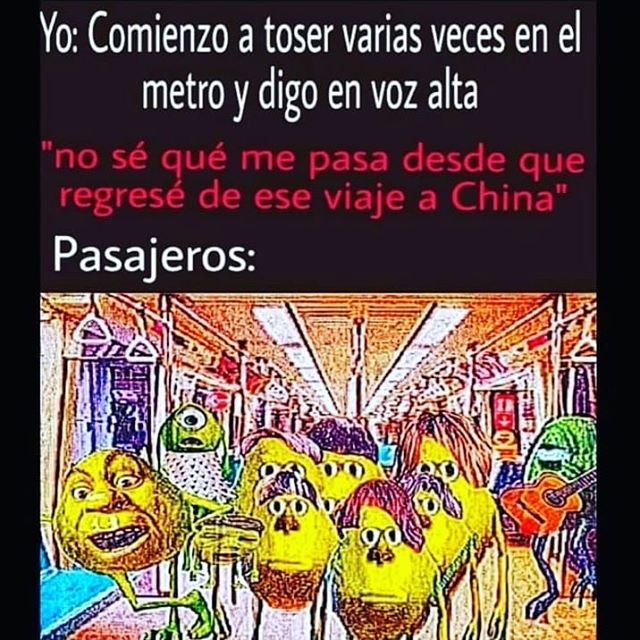 Yo: Comienzo a toser varias veces en el
metro y digo en voz alta
"no sé qué me pasa desde que
regresé de ese viaje a China"
Pasajeros: